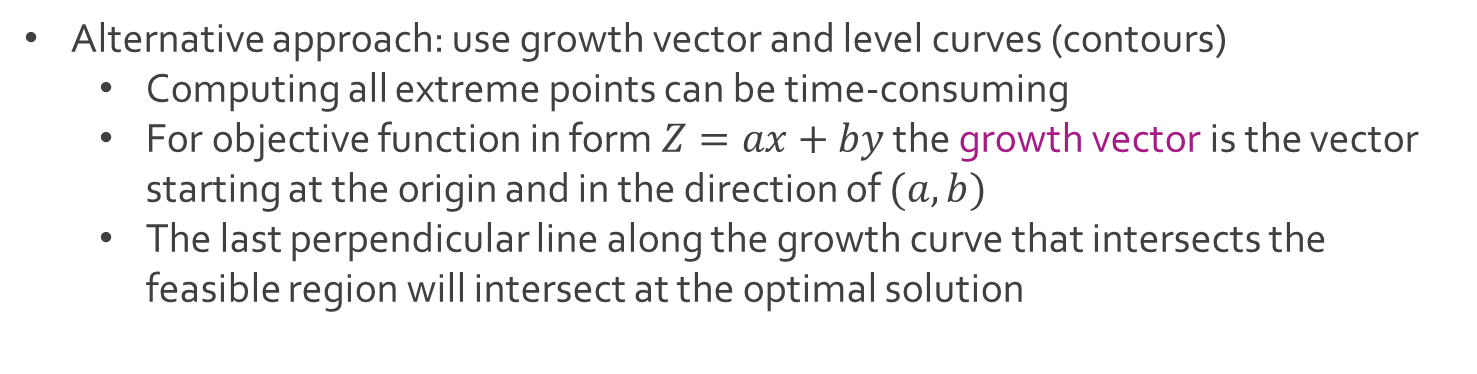 • Alternative approach: use growth vector and level curves (contours)
• Computing all extreme points can be time-consuming
• For objective function in form Z = ax + by the growth vector is the vector
starting at the origin and in the direction of (a, b)
• The last perpendicular line along the growth curve that intersects the
feasible region will intersect at the optimal solution